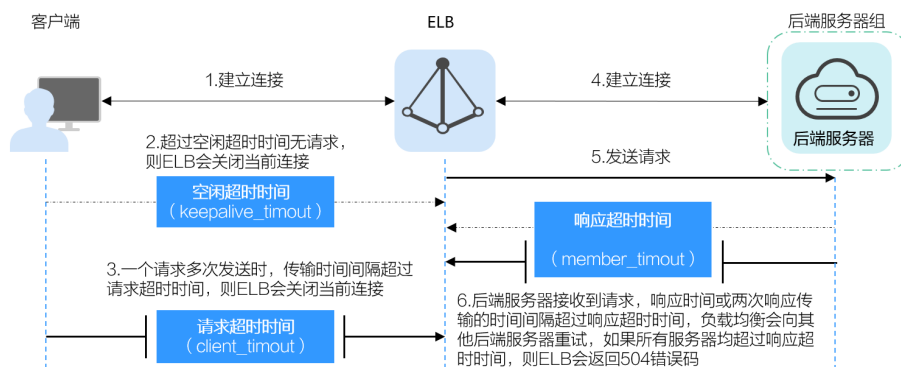 客户端
ELB
后端服务器组
1.建立连接
4.建立连接
后端服务器
2.超过空闲超时时间无请求，
则ELB会关闭当前连接
5.发送请求
空闲超时时间
（keepalive_timout）
响应超时时间
（member_timout）
3.一个请求多次发送时，传输时间间隔超过
请求超时时间，则ELB会关闭当前连接
请求超时时间
（client_timout）
6.后端服务器接收到请求，响应时间或两次响应传
输的时间间隔超过响应超时时间，负载均衡会向其
他后端服务器重试，如果所有服务器均超过响应超
时时间，则ELB会返回504错误码